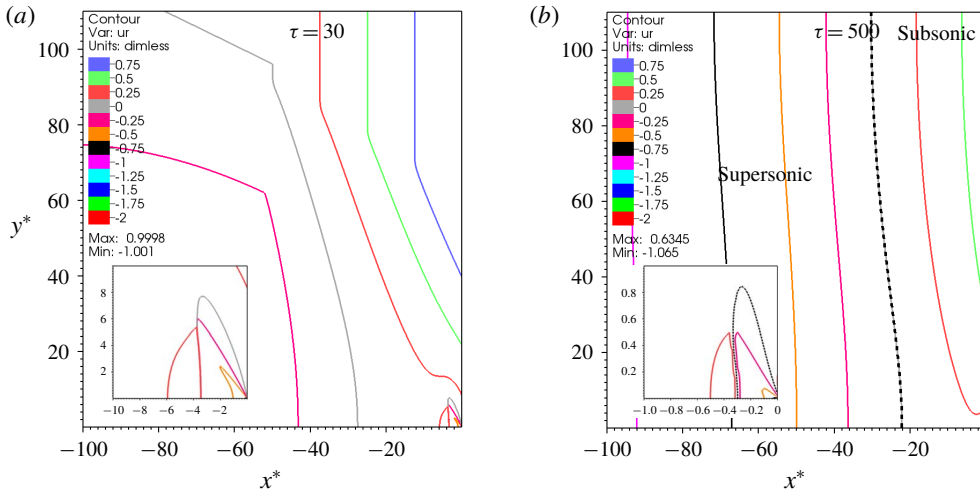 (a)
Contour
Var: ur
Units: dimless
0.75
0.5
0.25
0
-0.25
-0.5
-0.75
-1
-1.25
-1.5
-1.75
-2
Max: 0.9998
Min: -1.001
τ = 30
100
80
60
40
20
y*
8
6
4
2
-10 -8 -6 -4 -2 0
−100 −80 −60 −40 −20
x*
(b)
Contour
Var: ur
Units: dimless
0.75
0.5
0.25
0
-0.25
-0.5
-0.75
-1
-1.25
-1.5
-1.75
-2
Max: 0.6345
Min: -1.065
τ = 500
Subsonic
Supersonic
100
80
60
40
20
0.8
0.6
0.4
0.2
-1.0 -0.8 -0.6 -0.4 -0.2 0
−100 −80 −60 −40 −20
x*